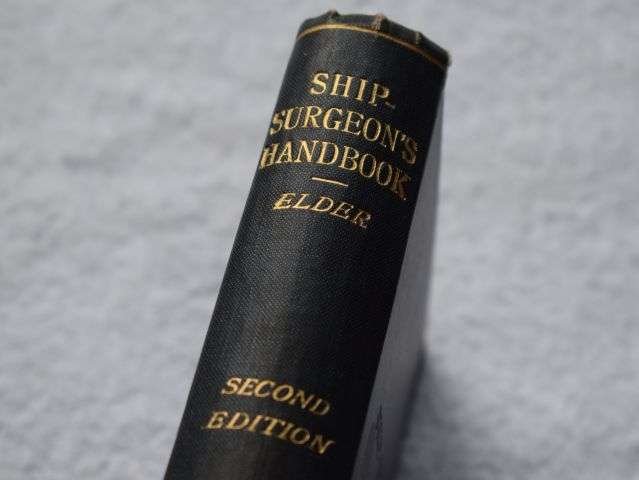 SHIP-
SURGEON'S
HANDBOOK
ELDER
SECOND
EDITION